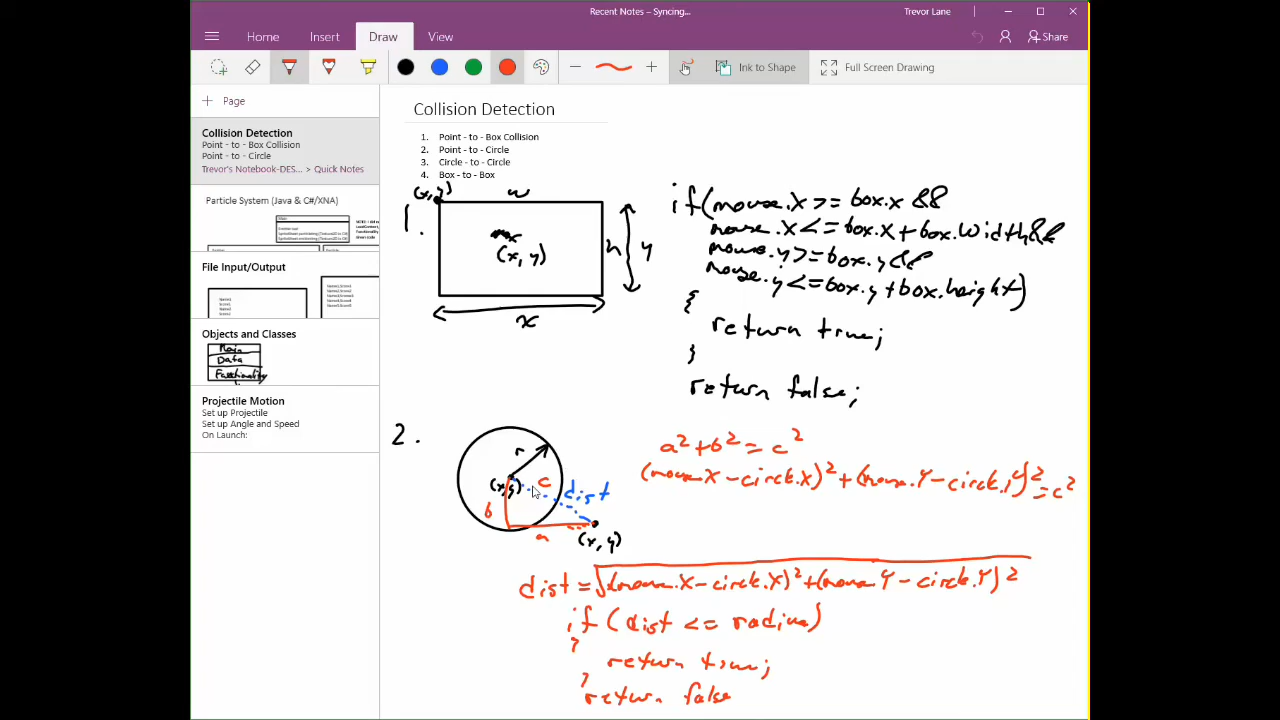 Recent Notes – Syncing...
Trevor Lane
Home Insert Draw View
Share
Ink to Shape
Full Screen Drawing
Page
Collision Detection
Point - to - Box Collision
Point - to - Circle
Trevor's Notebook-DES... > Quick Notes
Particle System (Java & C#/XNA)
File Input/Output
Objects and Classes
Main
Data
Functionality
Projectile Motion
Set up Projectile
Set up Angle and Speed
On Launch:
Collision Detection
1. Point - to - Box Collision
2. Point - to - Circle
3. Circle - to - Circle
4. Box - to - Box
1.
(x,y)
w
(x, y)
h
y
x
if(mouse.x >= box.x &&
mouse.x <= box.x + box.width &&
mouse.y >= box.y &&
mouse.y <= box.y + box.height)
{
return true;
}
return false;
2.
r
(x,y)
c
dist
b
a
(x, y)
a² + b² = c²
(mouse.X - circle.X)² + (mouse.Y - circle.Y)² = c²
dist = √(mouse.X - circle.X)² + (mouse.Y - circle.Y)²
if (dist <= radius)
{
return true;
}
return false